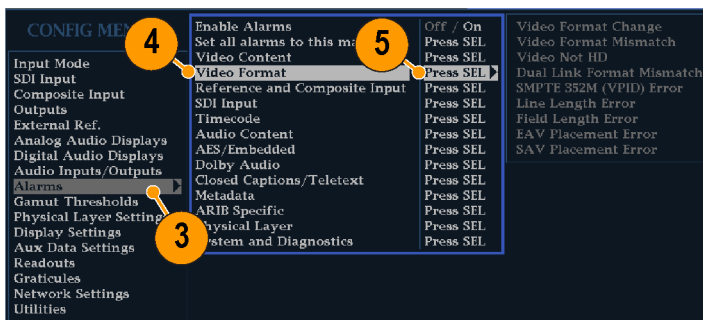 CONFIG
Input Mode
SDI Input
Composite Input
Outputs
External Ref.
Analog Audio Displays
Digital Audio Displays
Audio Inputs/Outputs
Alarms
Gamut Thresholds
Physical Layer
Display Settings
Aux Data Settings
Readouts
Graticules
Network Settings
Utilities
3
4
5
Enable Alarms Off / On
Set all alarms to this Press SEL
Video Content Press SEL
Video Format Press SEL
Reference and Composite Input Press SEL
SDI Input Press SEL
Timecode Press SEL
Audio Content Press SEL
AES/Embedded Press SEL
Dolby Audio Press SEL
Closed Captions/Teletext Press SEL
Metadata Press SEL
ARIB Specific Press SEL
Layer Press SEL
and Diagnostics Press SEL
Video Format Change
Video Format Mismatch
Video Not HD
Dual Link Format Mismatch
SMPTE 352M (VPID) Error
Line Length Error
Field Length Error
EAV Placement Error
SAV Placement Error